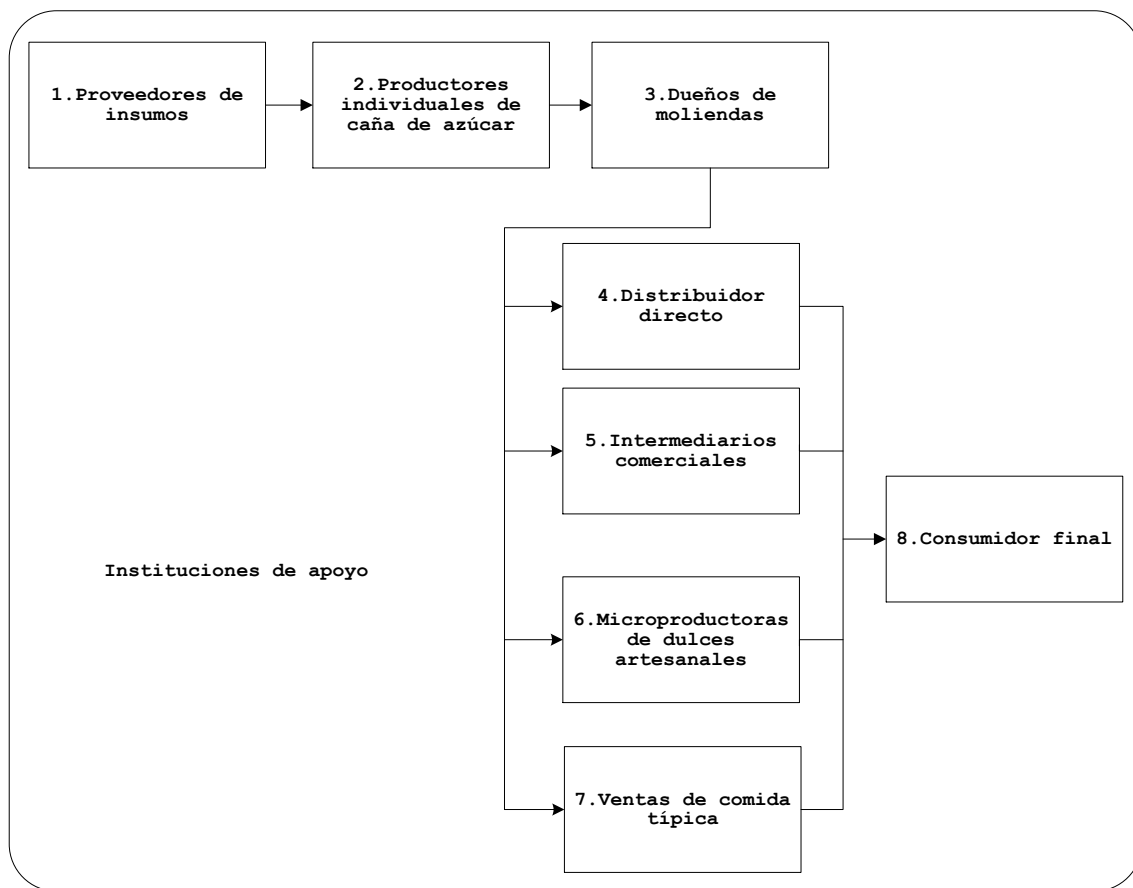 1.Proveedores de
insumos
2.Productores
individuales de
caña de azúcar
3.Dueños de
moliendas
4.Distribuidor
directo
5.Intermediarios
comerciales
8.Consumidor final
Instituciones de apoyo
6.Microproductoras
de dulces
artesanales
7.Ventas de comida
típica